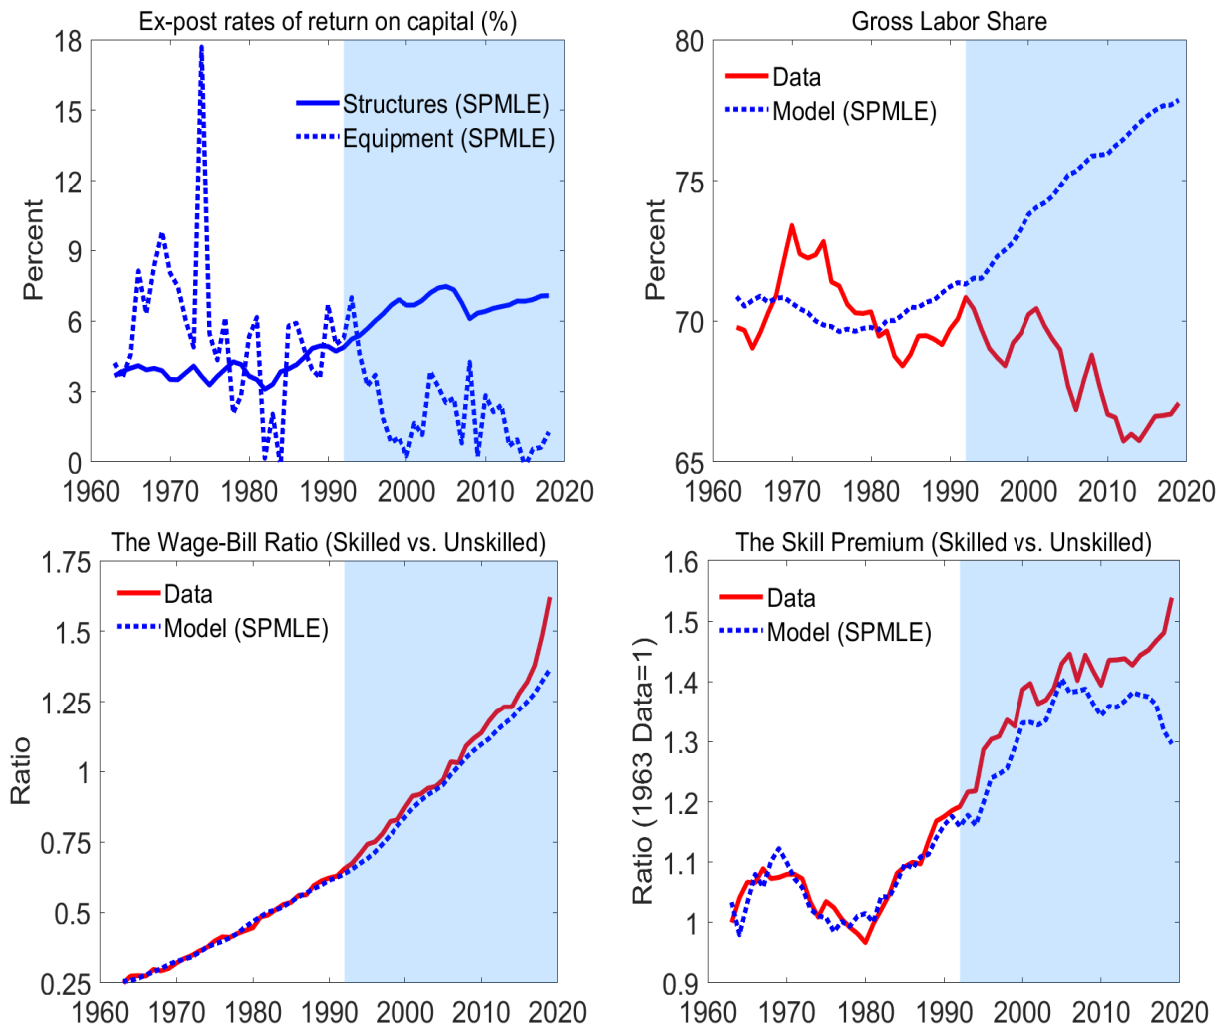 Ex-post rates of return on capital (%)
18
15
12
9
6
3
0
Percent
Structures (SPMLE)
Equipment (SPMLE)
1960 1970 1980 1990 2000 2010 2020
Gross Labor Share
80
75
70
65
Percent
Data
Model (SPMLE)
1960 1970 1980 1990 2000 2010 2020
The Wage-Bill Ratio (Skilled vs. Unskilled)
1.75
1.5
1.25
1
0.75
0.5
0.25
Ratio
Data
Model (SPMLE)
1960 1970 1980 1990 2000 2010 2020
The Skill Premium (Skilled vs. Unskilled)
1.6
1.5
1.4
1.3
1.2
1.1
1
0.9
Ratio (1963 Data=1)
Data
Model (SPMLE)
1960 1970 1980 1990 2000 2010 2020